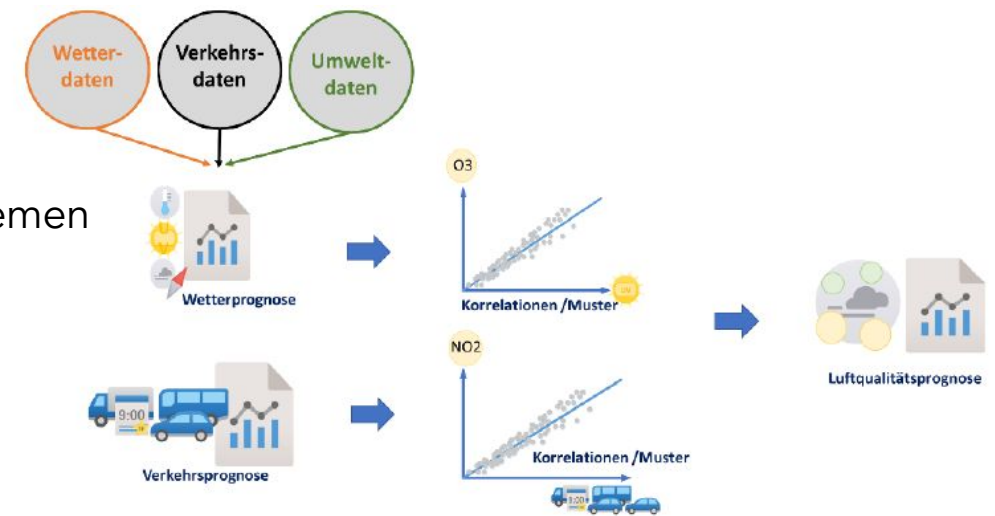 Wetter-
daten
Verkehrs-
daten
Umwelt-
daten
emen
O3
Wetterprognose
Korrelationen /Muster
NO2
9:00
Luftqualitätsprognose
Korrelationen /Muster
Verkehrsprognose